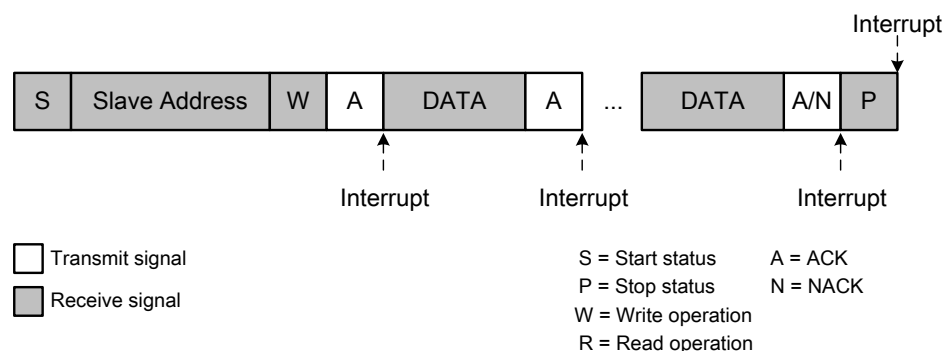 Interrupt
S Slave Address W A DATA A ... DATA A/N P
Interrupt Interrupt Interrupt
Transmit signal
Receive signal
S = Start status A = ACK
P = Stop status N = NACK
W = Write operation
R = Read operation